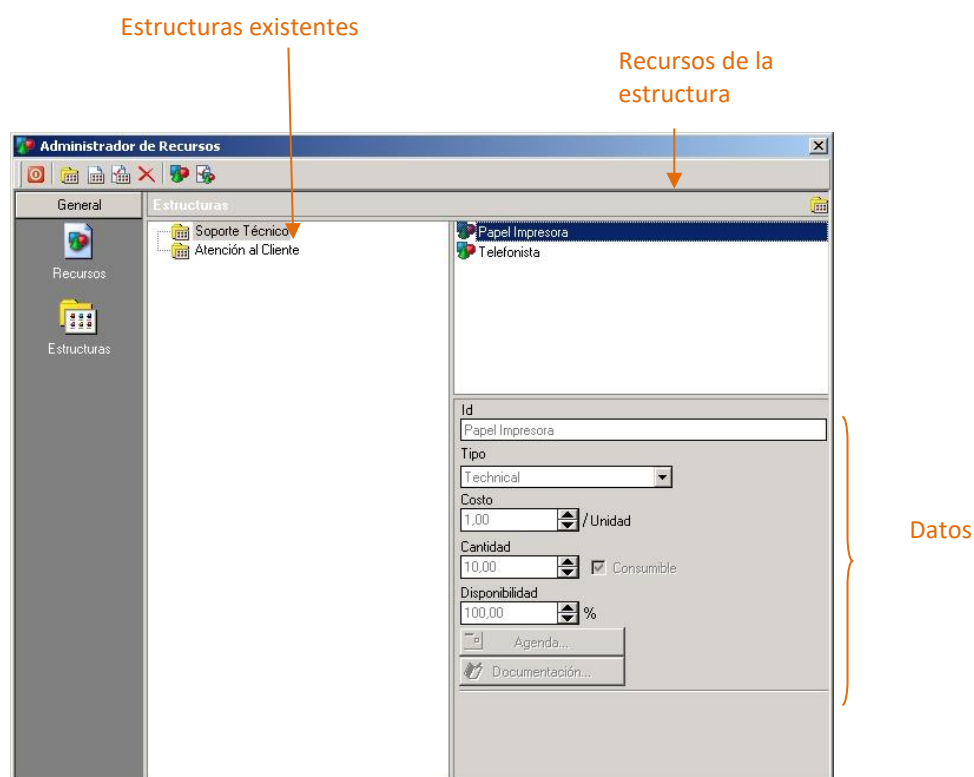 Estructuras existentes
Recursos de la
estructura
Administrador de Recursos
General
Estructuras
Recursos
Estructuras
Soporte Técnico
Atención al Cliente
Papel Impresora
Telefonista
Id
Papel Impresora
Tipo
Technical
Costo
1,00 / Unidad
Cantidad
10,00 Consumible
Disponibilidad
100,00 %
Agenda...
Documentación...
Datos